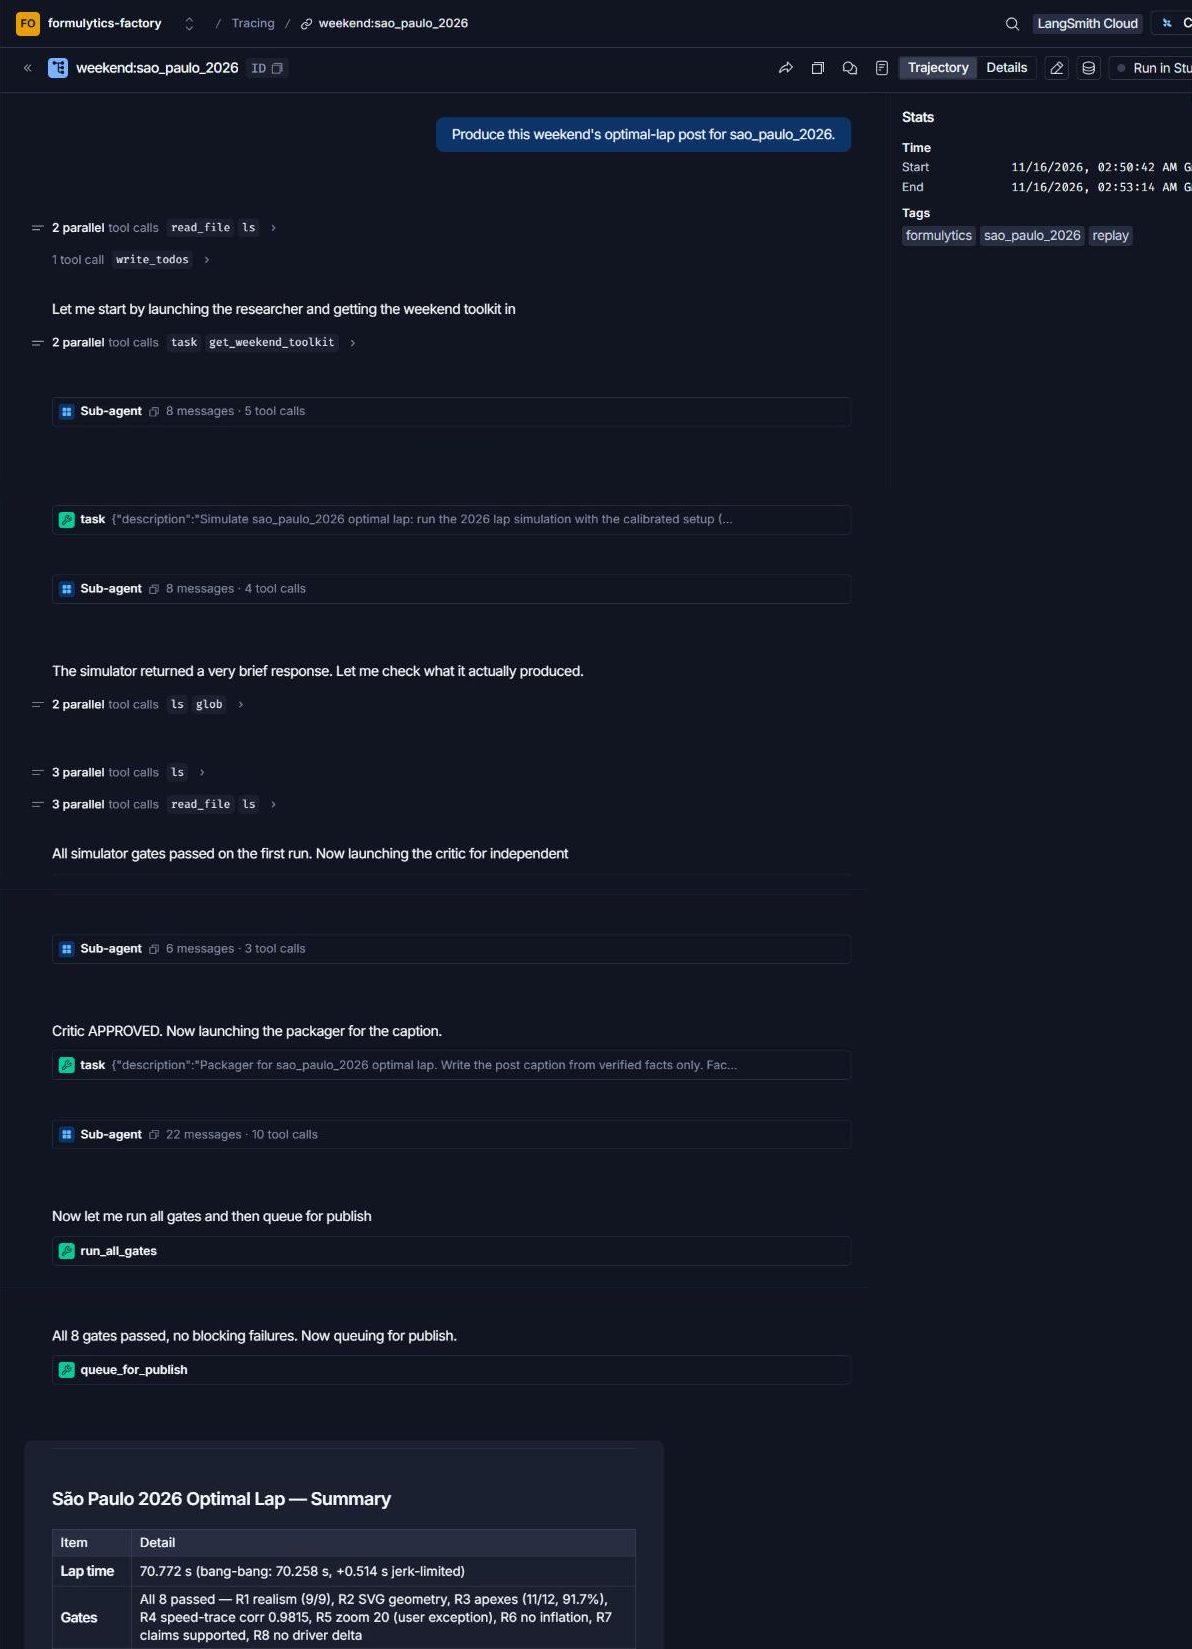 FO formulytics-factory / Tracing / weekend:sao_paulo_2026 LangSmith Cloud C
weekend:sao_paulo_2026 ID Trajectory Details Run in Stu
Produce this weekend's optimal-lap post for sao_paulo_2026.
Stats
Time
Start 11/16/2026, 02:50:42 AM G
End 11/16/2026, 02:53:14 AM G
Tags
formulytics sao_paulo_2026 replay
2 parallel tool calls read_file ls
1 tool call write_todos
Let me start by launching the researcher and getting the weekend toolkit in
2 parallel tool calls task get_weekend_toolkit
Sub-agent 8 messages · 5 tool calls
task {"description":"Simulate sao_paulo_2026 optimal lap: run the 2026 lap simulation with the calibrated setup (...
Sub-agent 8 messages · 4 tool calls
The simulator returned a very brief response. Let me check what it actually produced.
2 parallel tool calls ls glob
3 parallel tool calls ls
3 parallel tool calls read_file ls
All simulator gates passed on the first run. Now launching the critic for independent
Sub-agent 6 messages · 3 tool calls
Critic APPROVED. Now launching the packager for the caption.
task {"description":"Packager for sao_paulo_2026 optimal lap. Write the post caption from verified facts only. Fac...
Sub-agent 22 messages · 10 tool calls
Now let me run all gates and then queue for publish
run_all_gates
All 8 gates passed, no blocking failures. Now queuing for publish.
queue_for_publish
São Paulo 2026 Optimal Lap — Summary
Item Detail
Lap time 70.772 s (bang-bang: 70.258 s, +0.514 s jerk-limited)
Gates All 8 passed — R1 realism (9/9), R2 SVG geometry, R3 apexes (11/12, 91.7%),
R4 speed-trace corr 0.9815, R5 zoom 20 (user exception), R6 no inflation, R7
claims supported, R8 no driver delta